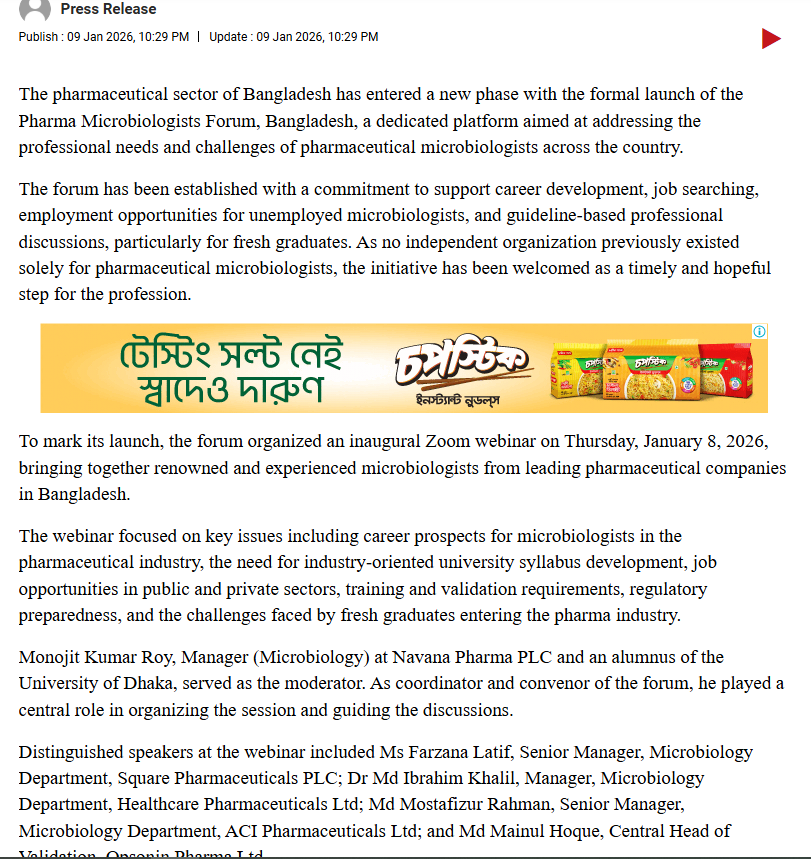 Press Release
Publish : 09 Jan 2026, 10:29 PM | Update : 09 Jan 2026, 10:29 PM
The pharmaceutical sector of Bangladesh has entered a new phase with the formal launch of the
Pharma Microbiologists Forum, Bangladesh, a dedicated platform aimed at addressing the
professional needs and challenges of pharmaceutical microbiologists across the country.
The forum has been established with a commitment to support career development, job searching,
employment opportunities for unemployed microbiologists, and guideline-based professional
discussions, particularly for fresh graduates. As no independent organization previously existed
solely for pharmaceutical microbiologists, the initiative has been welcomed as a timely and hopeful
step for the profession.
টেস্টিং সল্ট নেই
স্বাদেও দারুণ
চপস্টিক
ইনস্ট্যান্ট নুডলস
To mark its launch, the forum organized an inaugural Zoom webinar on Thursday, January 8, 2026,
bringing together renowned and experienced microbiologists from leading pharmaceutical companies
in Bangladesh.
The webinar focused on key issues including career prospects for microbiologists in the
pharmaceutical industry, the need for industry-oriented university syllabus development, job
opportunities in public and private sectors, training and validation requirements, regulatory
preparedness, and the challenges faced by fresh graduates entering the pharma industry.
Monojit Kumar Roy, Manager (Microbiology) at Navana Pharma PLC and an alumnus of the
University of Dhaka, served as the moderator. As coordinator and convenor of the forum, he played a
central role in organizing the session and guiding the discussions.
Distinguished speakers at the webinar included Ms Farzana Latif, Senior Manager, Microbiology
Department, Square Pharmaceuticals PLC; Dr Md Ibrahim Khalil, Manager, Microbiology
Department, Healthcare Pharmaceuticals Ltd; Md Mostafizur Rahman, Senior Manager,
Microbiology Department, ACI Pharmaceuticals Ltd; and Md Mainul Hoque, Central Head of
Validation, Opsonin Pharma Ltd